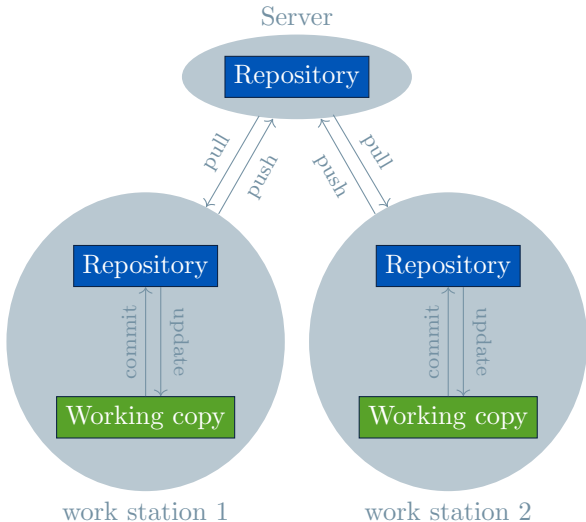 Server
Repository
pull
push
push
pull
Repository
commit
update
Working copy
work station 1
Repository
commit
update
Working copy
work station 2